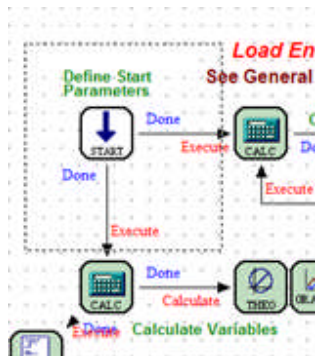 Load En
See General
Define Start
Parameters
Done
START
Execute
CALC
Done
Execute
Execute
Done
CALC
Calculate
THEO
Done
Execute
Calculate Variables